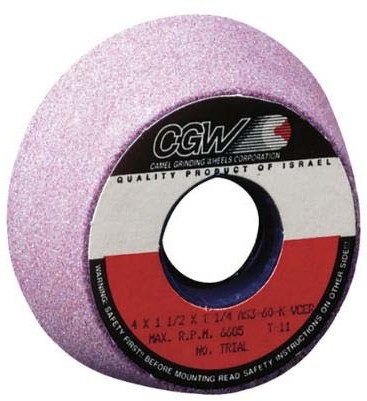 CGW
CAMEL GRINDING WHEELS CORPORATION
QUALITY PRODUCT OF ISRAEL
4 X 1 1/2 X 1 1/4 AS3-60-K-VCER
MAX. R.P.M. 6605 T-11
NO. TRIAL
WARNING: SAFETY FIRST" BEFORE MOUNTING READ SAFETY INSTRUCTIONS ON OTHER SIDE"